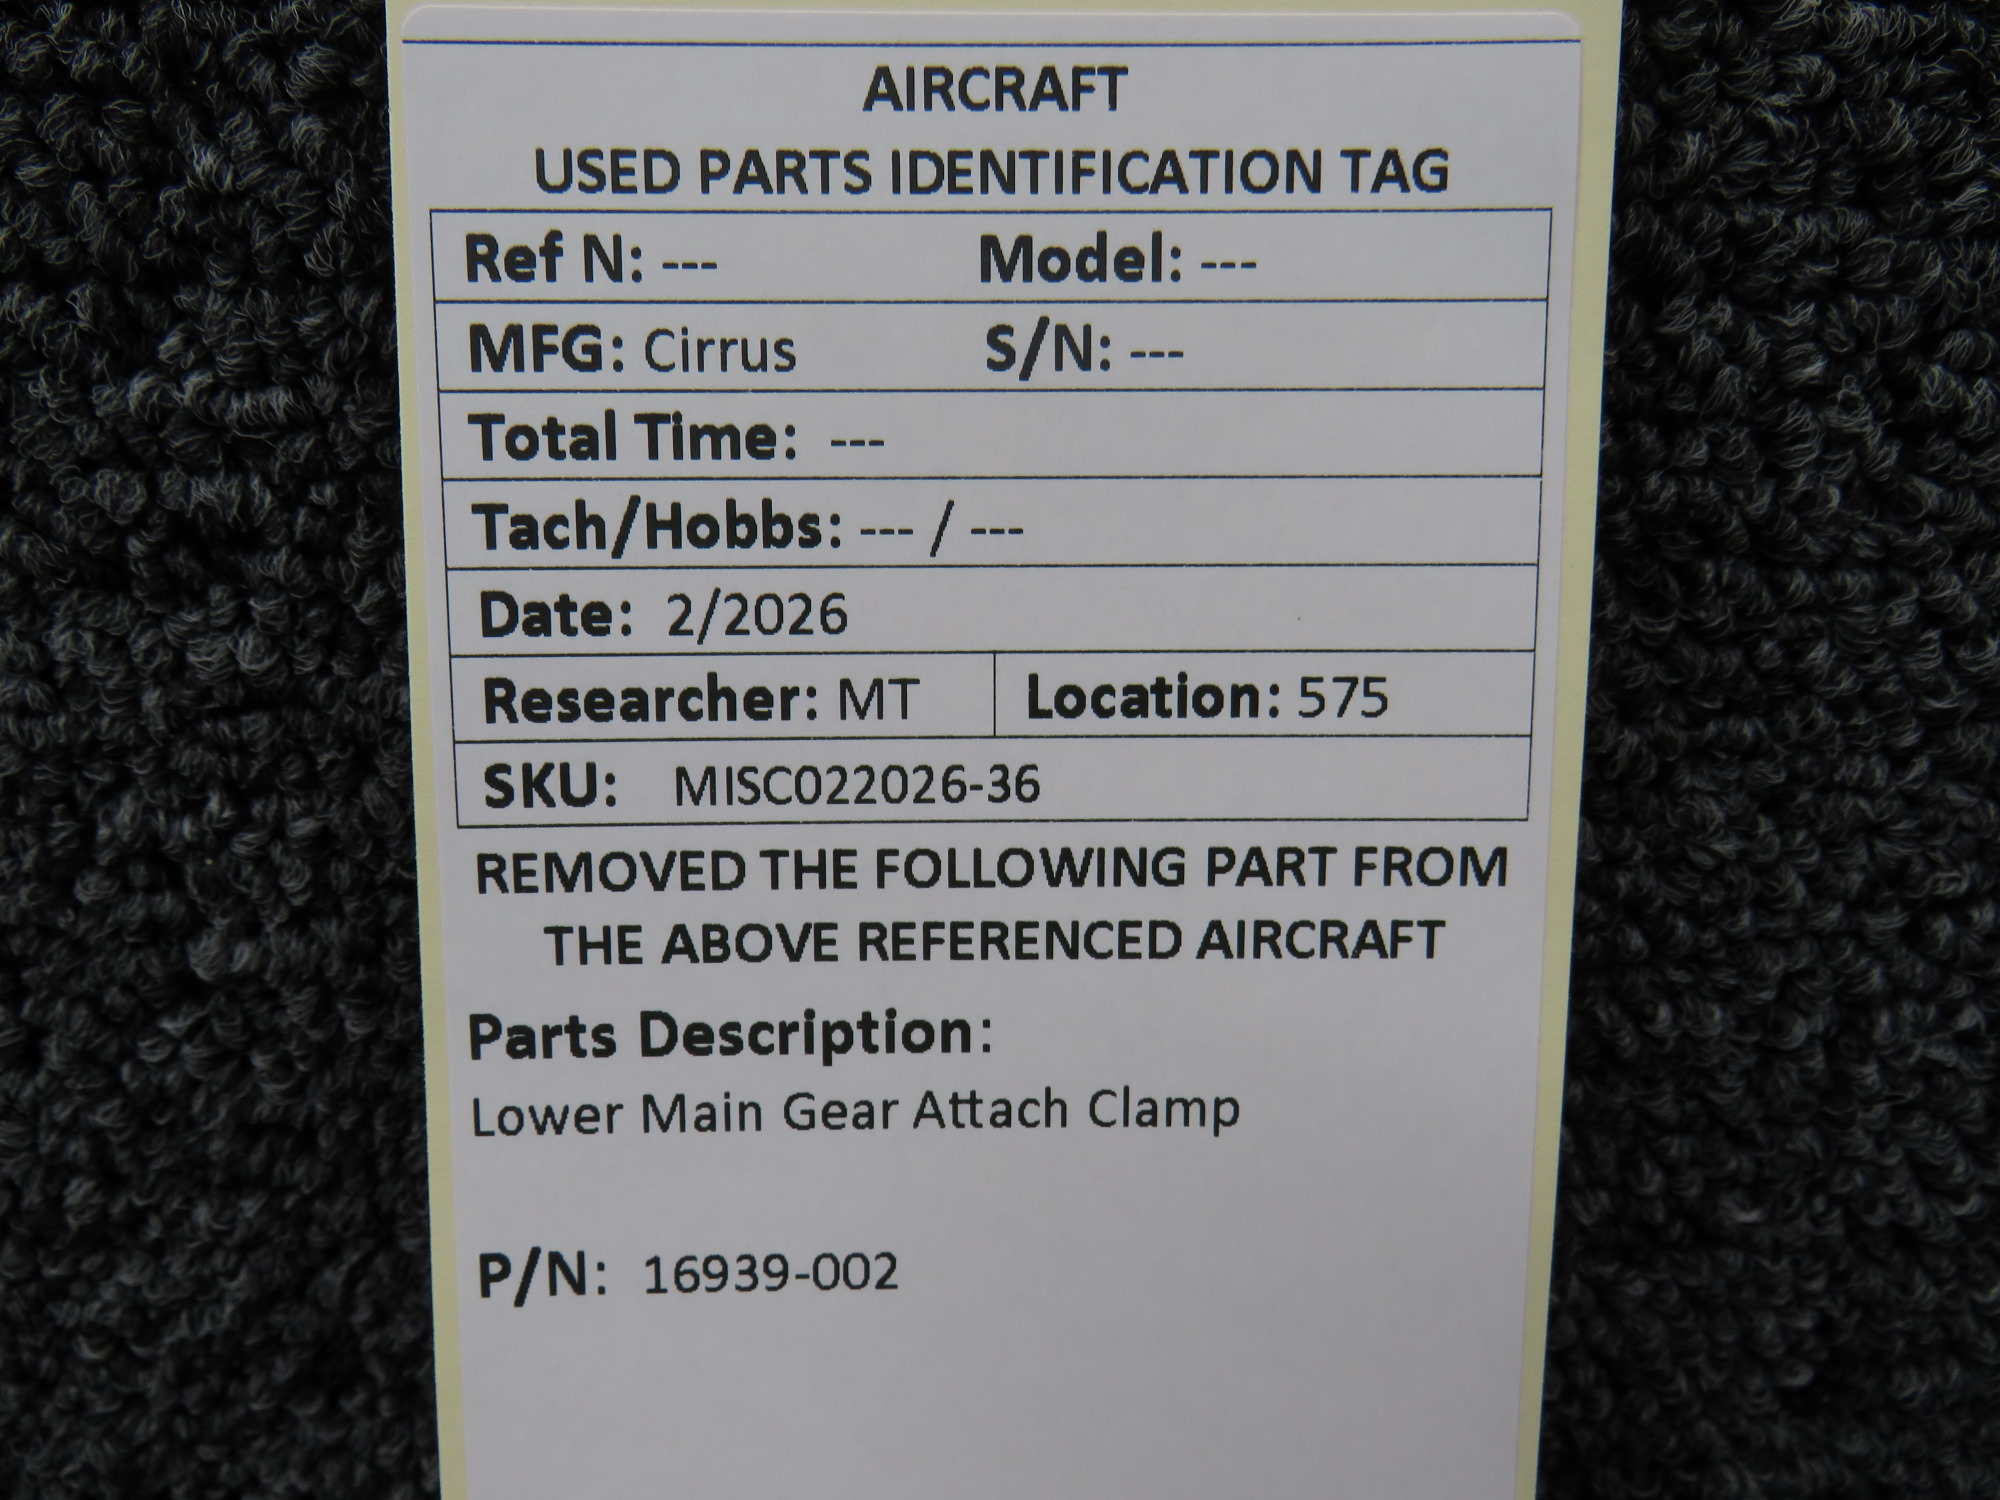 AIRCRAFT
USED PARTS IDENTIFICATION TAG
Ref N: --- Model: ---
MFG: Cirrus S/N: ---
Total Time: ---
Tach/Hobbs: --- / ---
Date: 2/2026
Researcher: MT Location: 575
SKU: MISC022026-36
REMOVED THE FOLLOWING PART FROM
THE ABOVE REFERENCED AIRCRAFT
Parts Description:
Lower Main Gear Attach Clamp
P/N: 16939-002